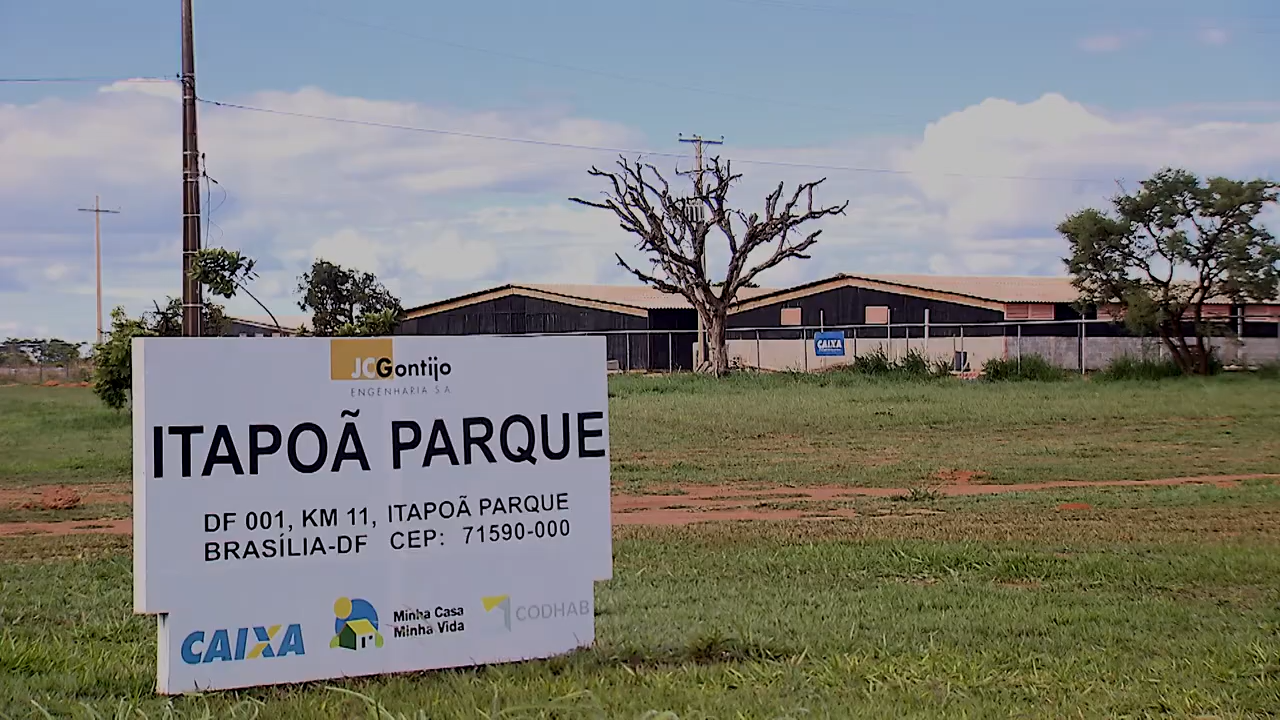 JCGontijo
ENGENHARIA S.A.
ITAPOÃ PARQUE
DF 001, KM 11, ITAPOÃ PARQUE
BRASÍLIA-DF CEP: 71590-000
CAIXA
Minha Casa
Minha Vida
CODHAB
CAIXA